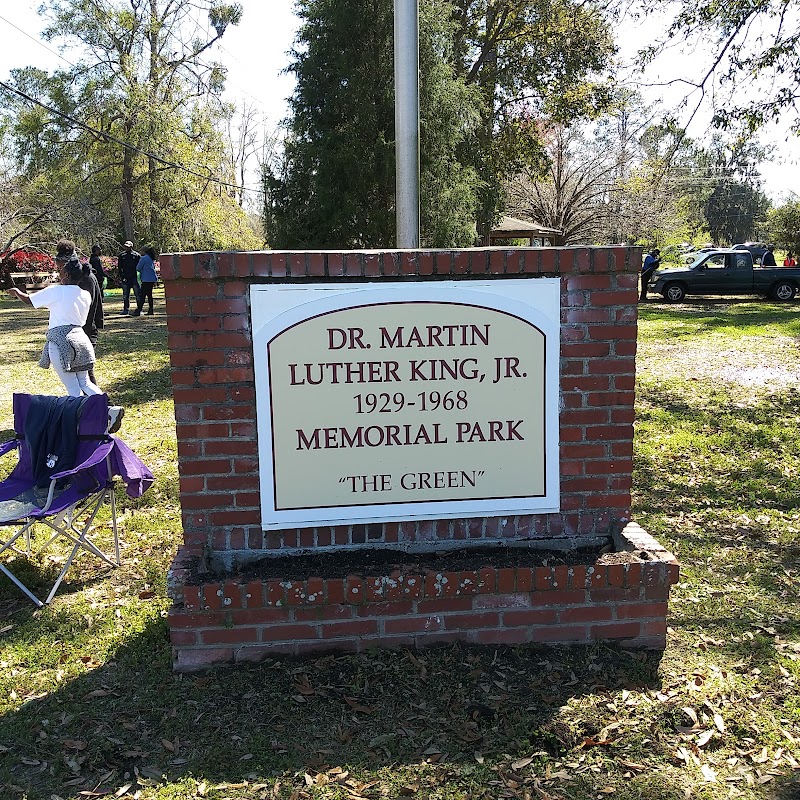 DR. MARTIN
LUTHER KING, JR.
1929-1968
MEMORIAL PARK
"THE GREEN"